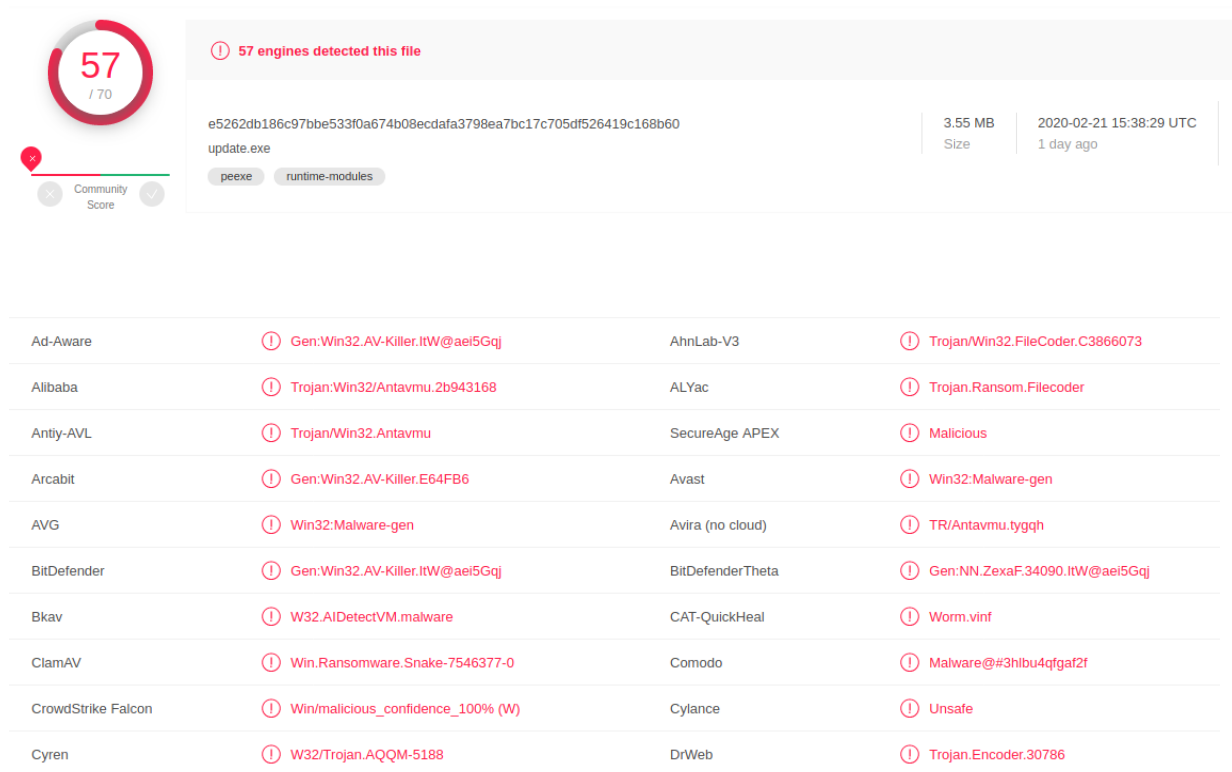 57
/ 70
Community
Score
57 engines detected this file
e5262db186c97bbe533f0a674b08ecdafa3798ea7bc17c705df526419c168b60
update.exe
peexe runtime-modules
3.55 MB
Size
2020-02-21 15:38:29 UTC
1 day ago
Ad-Aware Gen:Win32.AV-Killer.ItW@aei5Gqj AhnLab-V3 Trojan/Win32.FileCoder.C3866073
Alibaba Trojan:Win32/Antavmu.2b943168 ALYac Trojan.Ransom.Filecoder
Antiy-AVL Trojan/Win32.Antavmu SecureAge APEX Malicious
Arcabit Gen:Win32.AV-Killer.E64FB6 Avast Win32:Malware-gen
AVG Win32:Malware-gen Avira (no cloud) TR/Antavmu.tygqh
BitDefender Gen:Win32.AV-Killer.ItW@aei5Gqj BitDefenderTheta Gen:NN.ZexaF.34090.ItW@aei5Gqj
Bkav W32.AIDetectVM.malware CAT-QuickHeal Worm.vinf
ClamAV Win.Ransomware.Snake-7546377-0 Comodo Malware@#3hlbu4qfgaf2f
CrowdStrike Falcon Win/malicious_confidence_100% (W) Cylance Unsafe
Cyren W32/Trojan.AQQM-5188 DrWeb Trojan.Encoder.30786